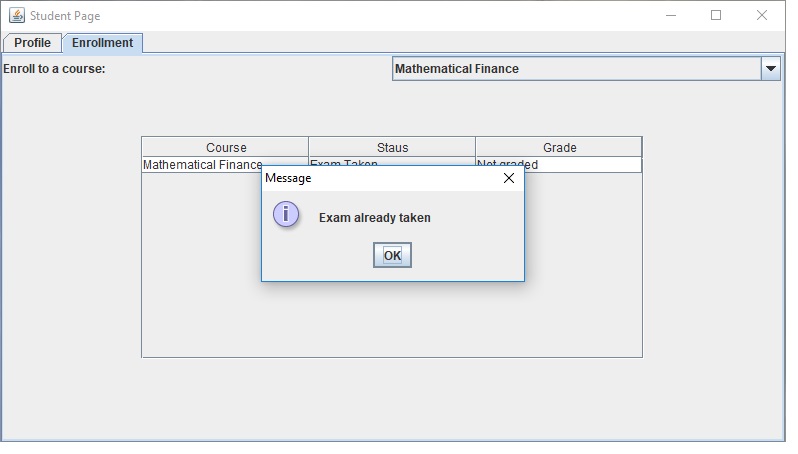 Student Page
Profile Enrollment
Enroll to a course: Mathematical Finance
Course Staus Grade
Mathematical Finance Exam Taken Not graded
Message
i
Exam already taken
OK